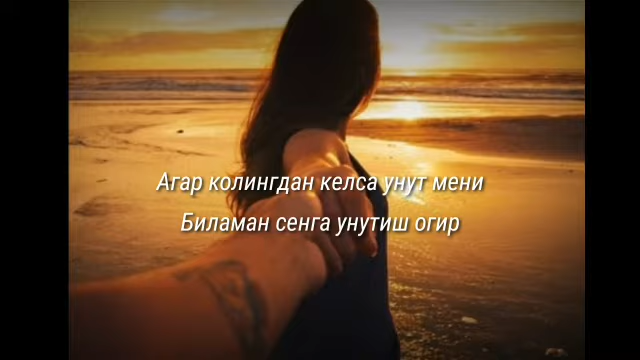 Агар колингдан келса унут мени
Биламан сенга унутиш огир